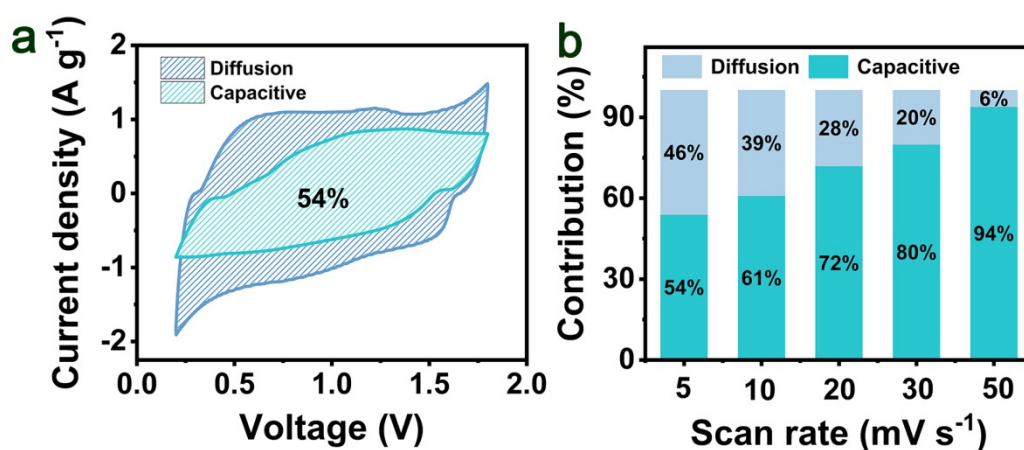 a
Current density (A g⁻¹)
2
1
0
-1
-2
Diffusion
Capacitive
54%
0.0 0.5 1.0 1.5 2.0
Voltage (V)
b
Contribution (%)
90
60
30
0
Diffusion Capacitive
46% 39% 28% 20% 6%
54% 61% 72% 80% 94%
5 10 20 30 50
Scan rate (mV s⁻¹)